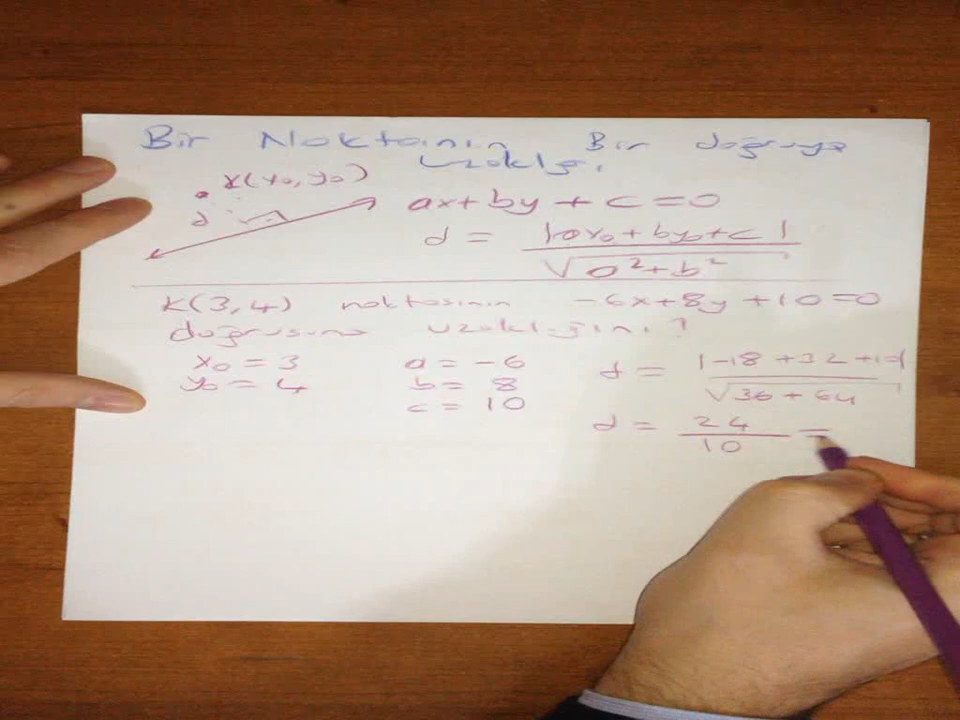 Bir Noktanın Bir doğruya
uzaklığı.
K(x₀, y₀)
d
ax + by + c = 0
d = |ax₀ + by₀ + c| / √a² + b²
K(3, 4) noktasının -6x + 8y + 10 = 0
doğrusuna uzaklığını?
x₀ = 3
y₀ = 4
a = -6
b = 8
c = 10
d = |-18 + 32 + 10| / √36 + 64
d = 24 / 10 =